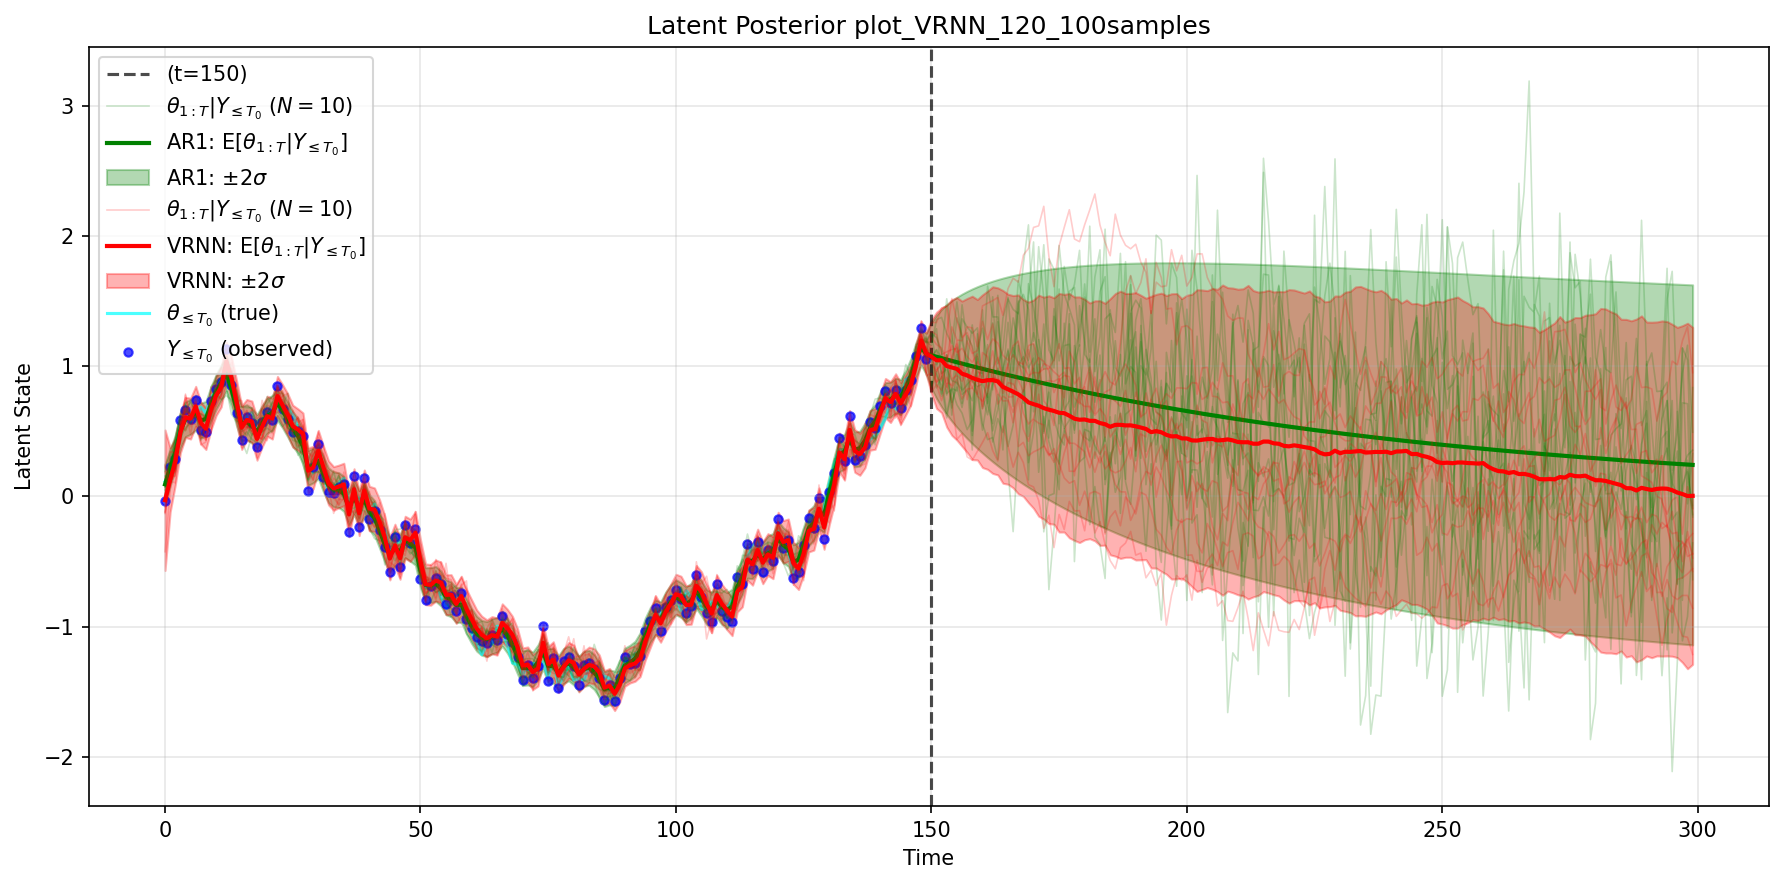 Latent Posterior plot_VRNN_120_100samples
(t=150)
θ₁:T|Y≤T₀ (N = 10)
AR1: E[θ₁:T|Y≤T₀]
AR1: ±2σ
θ₁:T|Y≤T₀ (N = 10)
VRNN: E[θ₁:T|Y≤T₀]
VRNN: ±2σ
θ≤T₀ (true)
Y≤T₀ (observed)
Latent State
3
2
1
0
−1
−2
0 50 100 150 200 250 300
Time